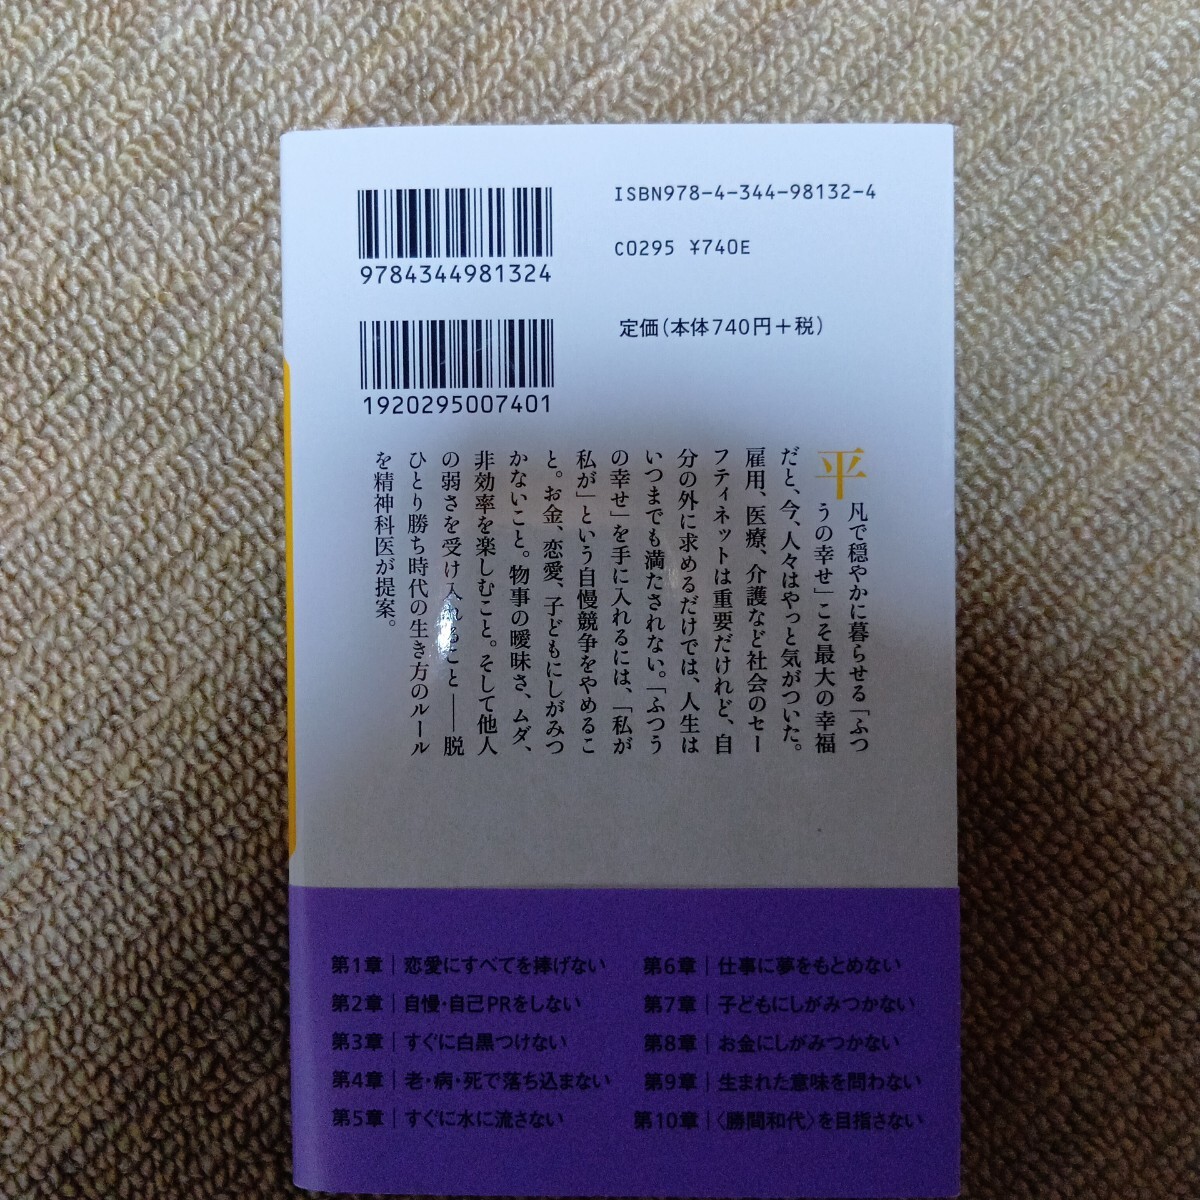 ISBN978-4-344-98132-4
C0295 ¥740E
定価(本体740円+税)
9784344981324
1920295007401
平凡で穏やかに暮らせる「ふつ
うの幸せ」こそ最大の幸福
だと、今、人々はやっと気がついた。
雇用、医療、介護など社会のセー
フティネットは重要だけれど、自
分の外に求めるだけでは、人生は
いつまでも満たされない。「ふつう
の幸せ」を手に入れるには、「私が
私が」という自慢競争をやめるこ
と。お金、恋愛、子どもにしがみつ
かないこと。物事の曖昧さ、ムダ、
非効率を楽しむこと。そして他人
の弱さを受け入れること――脱
ひとり勝ち時代の生き方のルール
を精神科医が提案。
第1章|恋愛にすべてを捧げない
第2章|自慢・自己PRをしない
第3章|すぐに白黒つけない
第4章|老・病・死で落ち込まない
第5章|すぐに水に流さない
第6章|仕事に夢をもとめない
第7章|子どもにしがみつかない
第8章|お金にしがみつかない
第9章|生まれた意味を問わない
第10章|〈勝間和代〉を目指さない